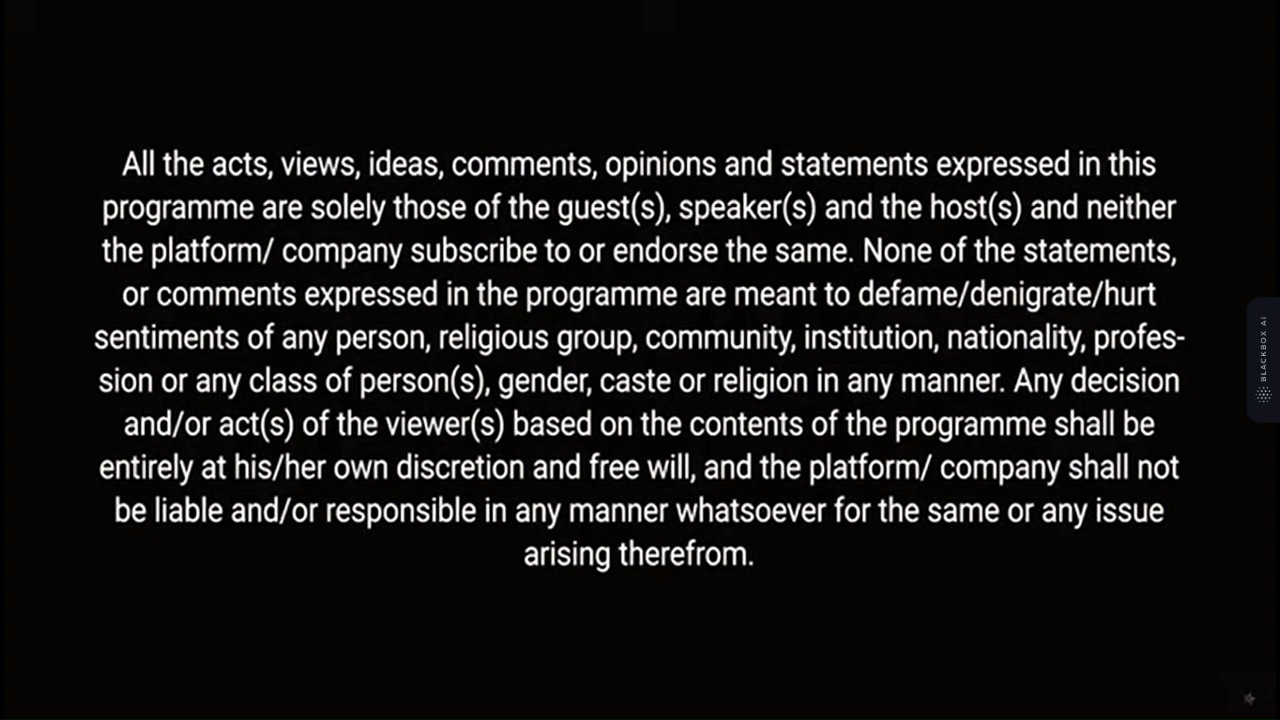 All the acts, views, ideas, comments, opinions and statements expressed in this
programme are solely those of the guest(s), speaker(s) and the host(s) and neither
the platform/ company subscribe to or endorse the same. None of the statements,
or comments expressed in the programme are meant to defame/denigrate/hurt
sentiments of any person, religious group, community, institution, nationality, profes-
sion or any class of person(s), gender, caste or religion in any manner. Any decision
and/or act(s) of the viewer(s) based on the contents of the programme shall be
entirely at his/her own discretion and free will, and the platform/ company shall not
be liable and/or responsible in any manner whatsoever for the same or any issue
arising therefrom.
BLACKBOX AI